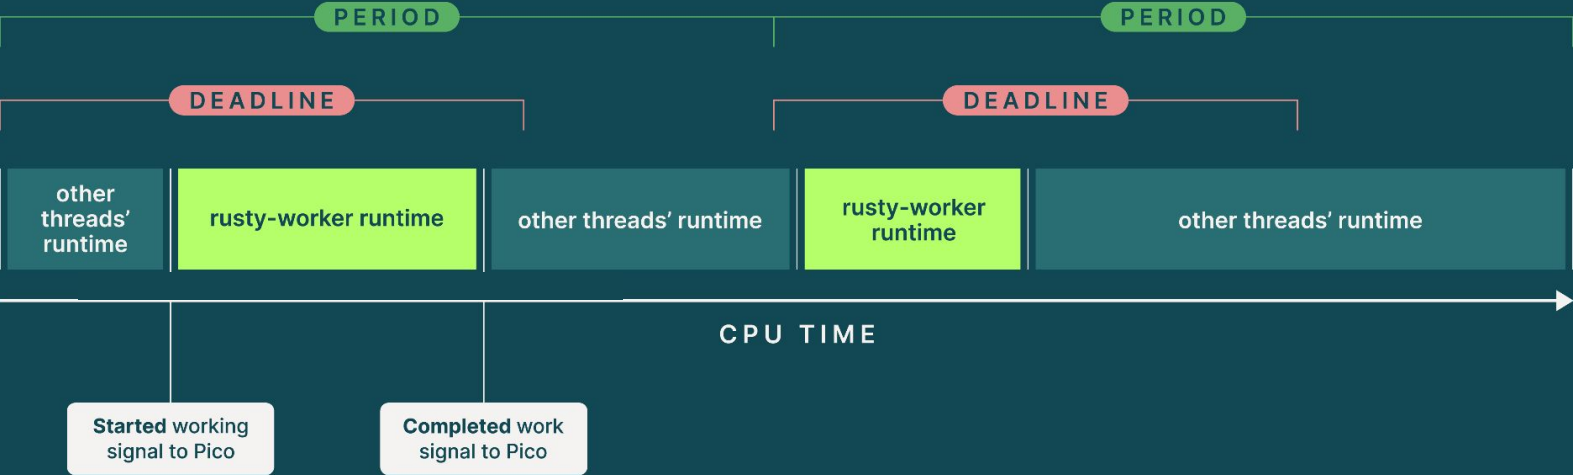 PERIOD
PERIOD
DEADLINE
DEADLINE
other
threads’
runtime
rusty-worker runtime
other threads’ runtime
rusty-worker
runtime
other threads’ runtime
CPU TIME
Started working
signal to Pico
Completed work
signal to Pico